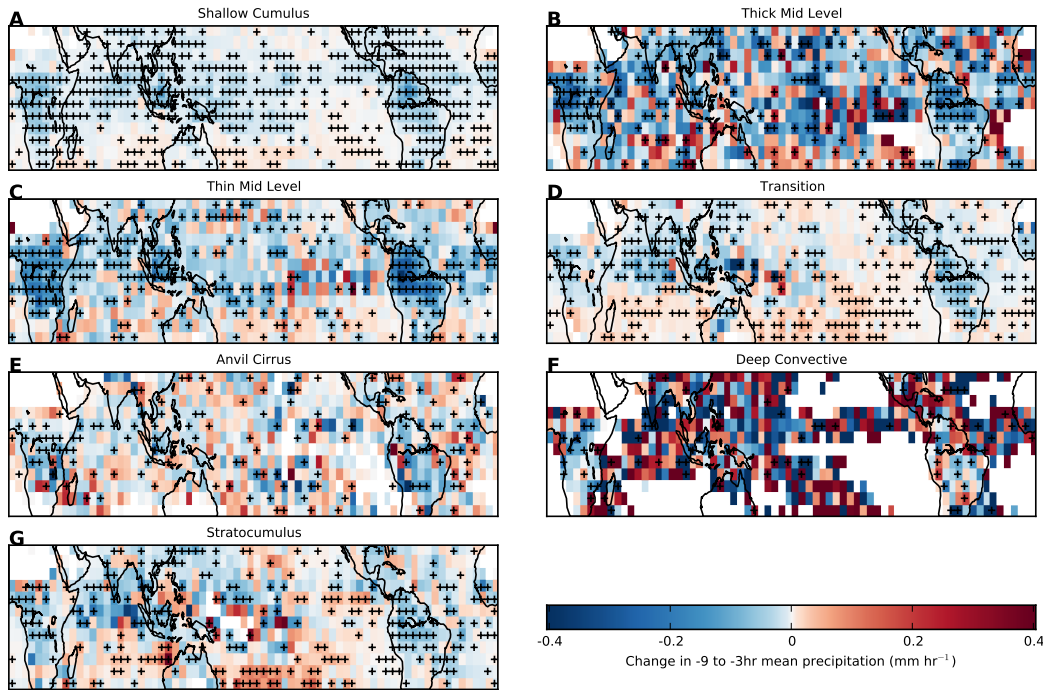 A Shallow Cumulus
B Thick Mid Level
C Thin Mid Level
D Transition
E Anvil Cirrus
F Deep Convective
G Stratocumulus
-0.4 -0.2 0 0.2 0.4
Change in -9 to -3hr mean precipitation (mm hr⁻¹)